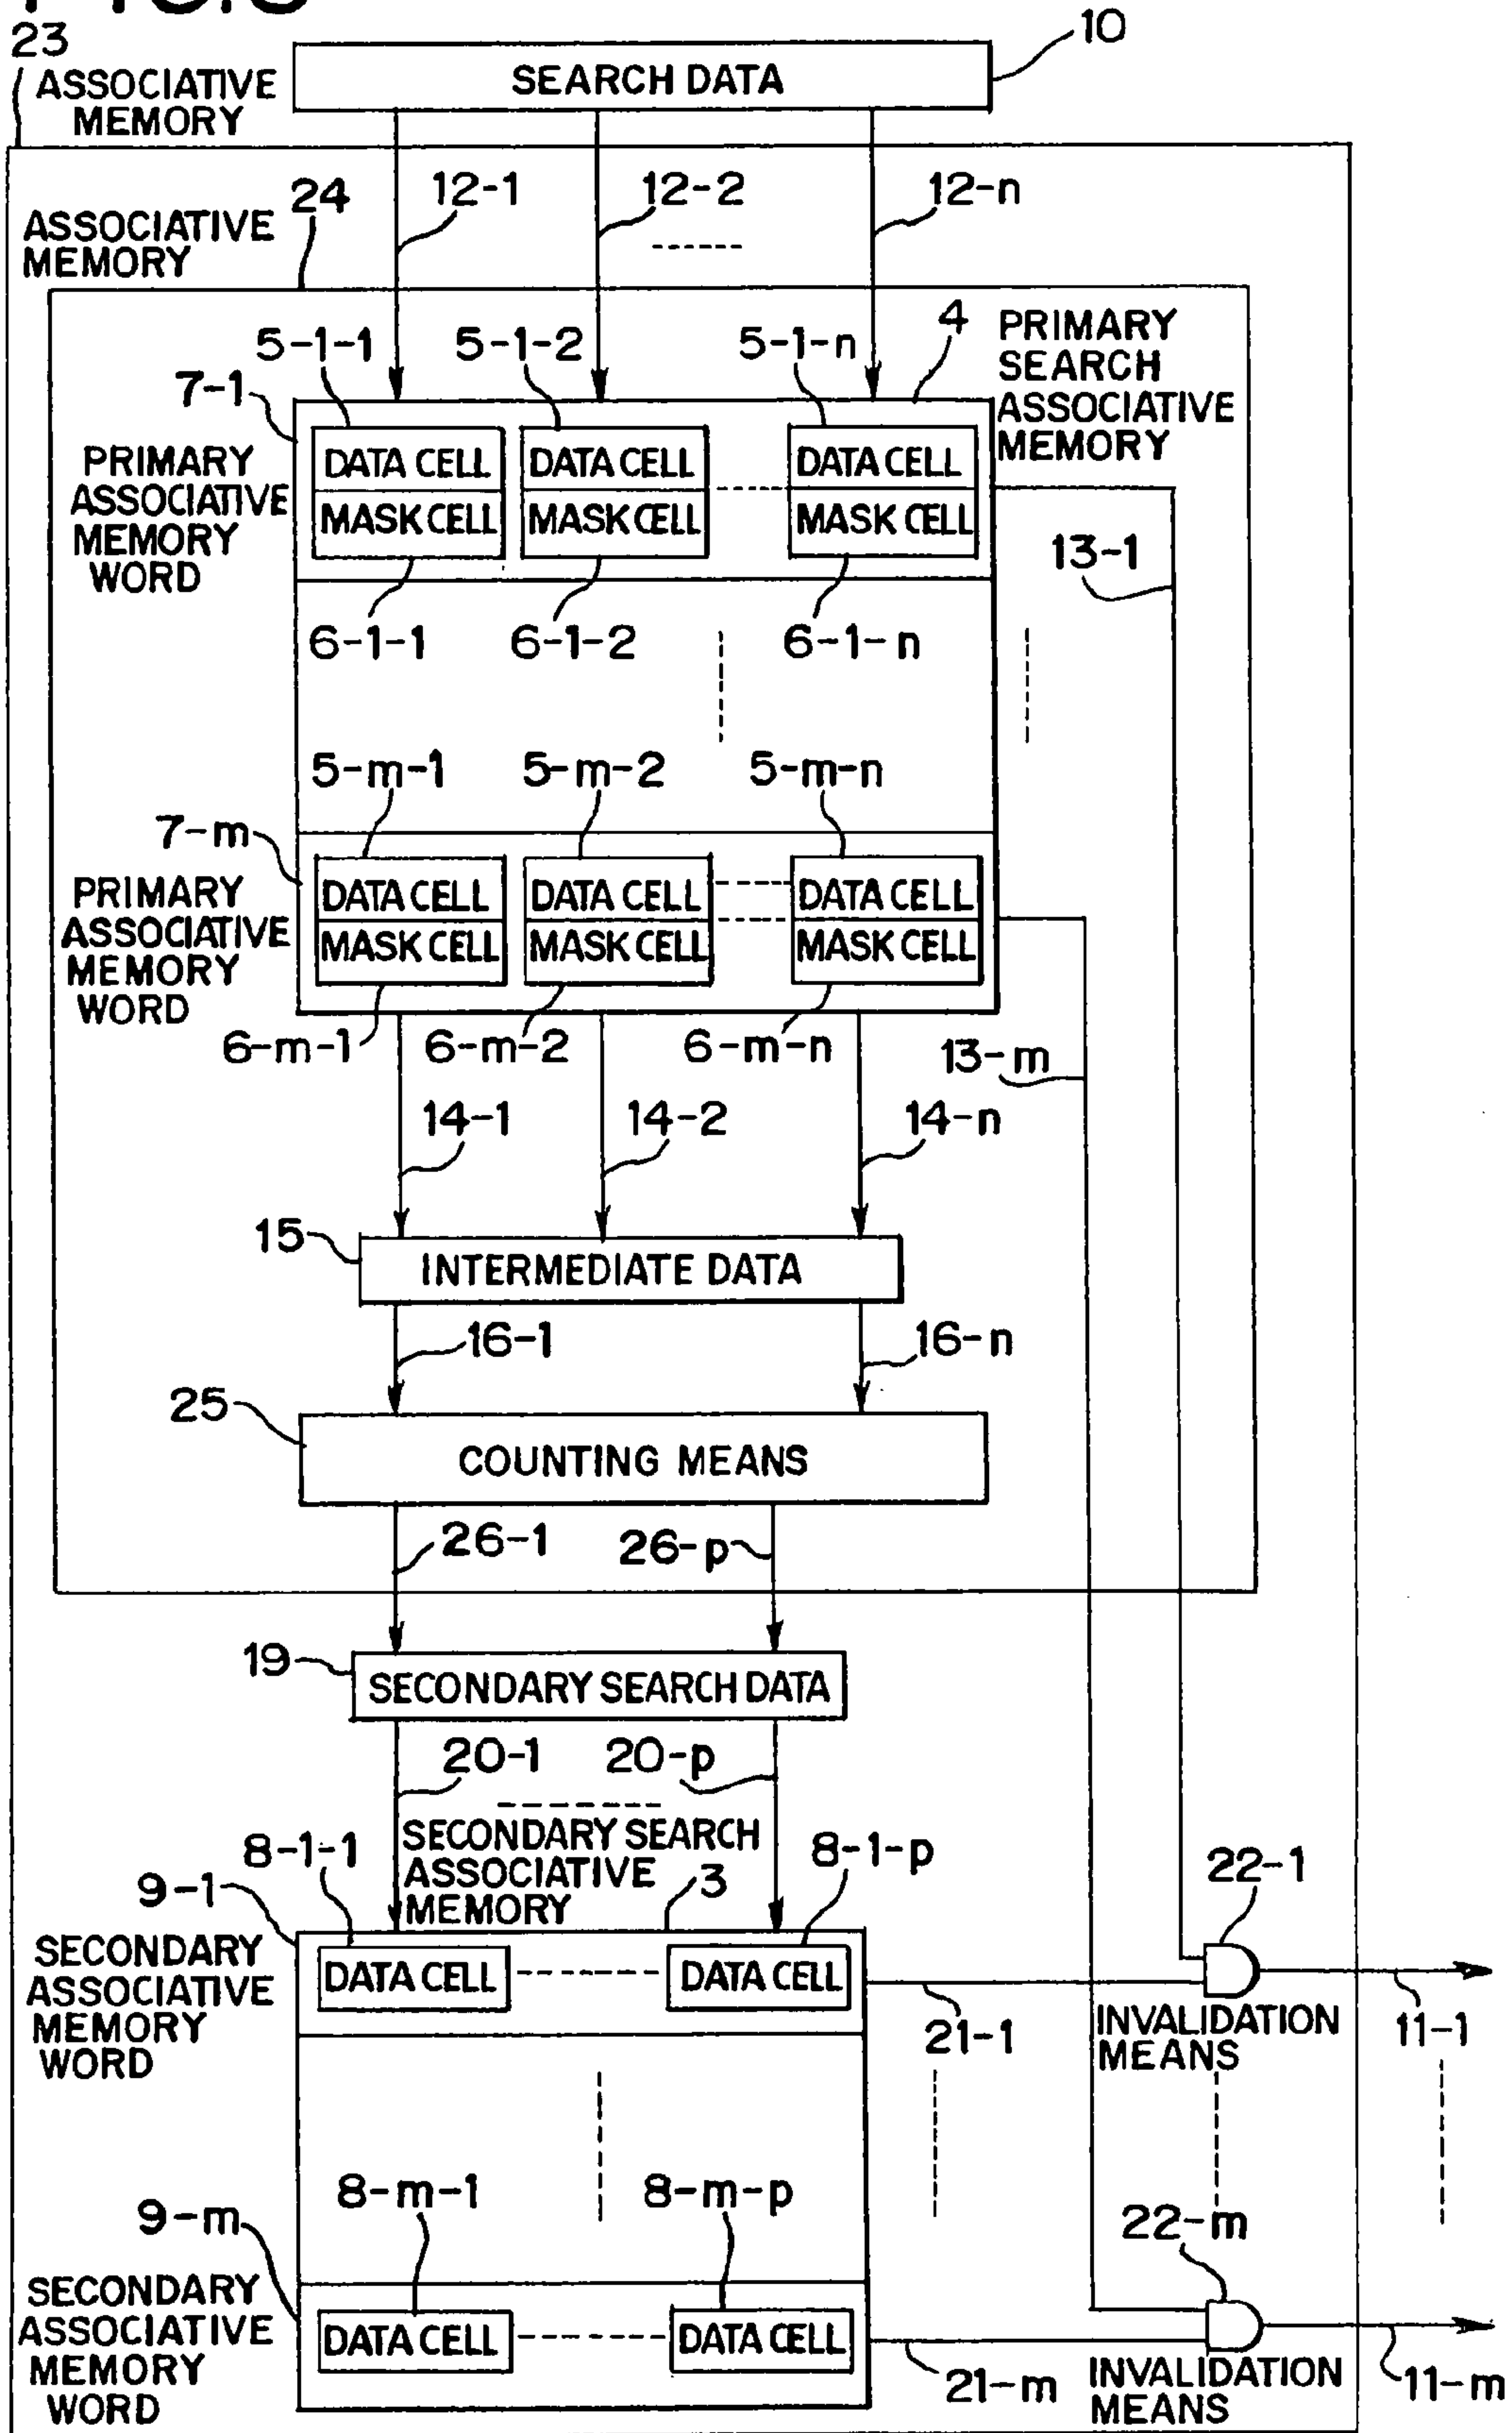 23
ASSOCIATIVE
MEMORY
SEARCH DATA
10
24
ASSOCIATIVE
MEMORY
12-1
12-2
12-n
5-1-1
5-1-2
5-1-n
4
PRIMARY
SEARCH
ASSOCIATIVE
MEMORY
7-1
PRIMARY
ASSOCIATIVE
MEMORY
WORD
DATA CELL
DATA CELL
DATA CELL
MASK CELL
MASK CELL
MASK CELL
13-1
6-1-1
6-1-2
6-1-n
5-m-1
5-m-2
5-m-n
7-m
PRIMARY
ASSOCIATIVE
MEMORY
WORD
DATA CELL
DATA CELL
DATA CELL
MASK CELL
MASK CELL
MASK CELL
6-m-1
6-m-2
6-m-n
13-m
14-1
14-2
14-n
15
INTERMEDIATE DATA
16-1
16-n
25
COUNTING MEANS
26-1
26-p
19
SECONDARY SEARCH DATA
20-1
20-p
SECONDARY SEARCH
ASSOCIATIVE
MEMORY
3
8-1-1
8-1-p
9-1
SECONDARY
ASSOCIATIVE
MEMORY
WORD
DATA CELL
DATA CELL
22-1
21-1
INVALIDATION
MEANS
11-1
8-m-1
8-m-p
9-m
SECONDARY
ASSOCIATIVE
MEMORY
WORD
DATA CELL
DATA CELL
22-m
21-m
INVALIDATION
MEANS
11-m